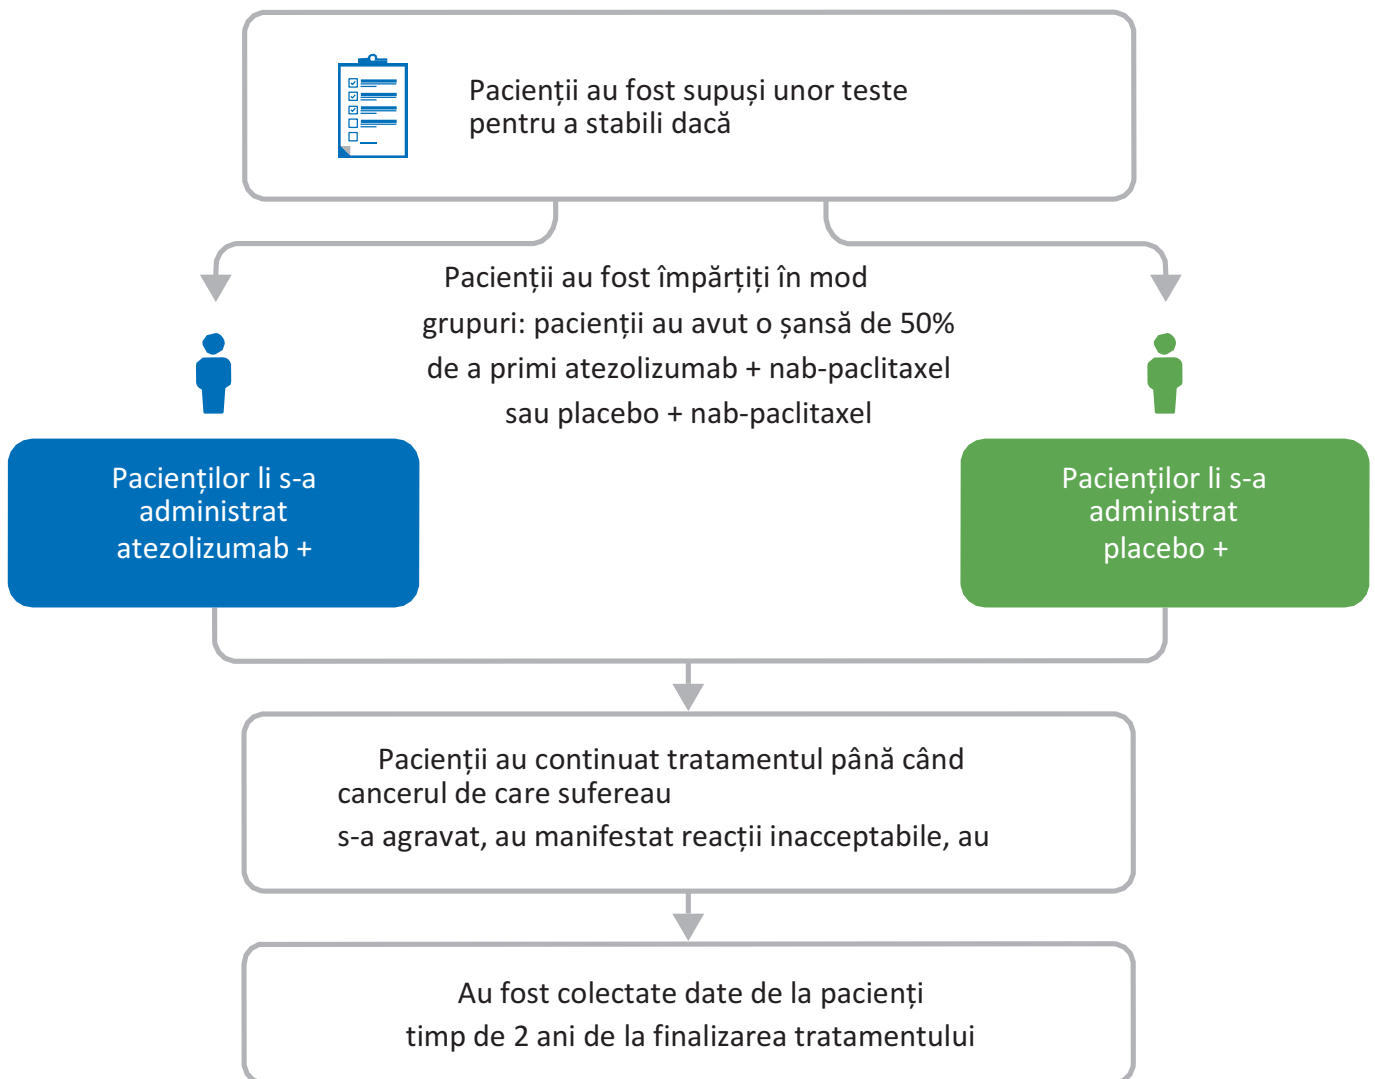 Pacienții au fost supuși unor teste
pentru a stabili dacă
Pacienții au fost împărțiți în mod
grupuri: pacienții au avut o șansă de 50%
de a primi atezolizumab + nab-paclitaxel
sau placebo + nab-paclitaxel
Pacienților li s-a
administrat
atezolizumab +
Pacienților li s-a
administrat
placebo +
Pacienții au continuat tratamentul până când
cancerul de care sufereau
s-a agravat, au manifestat reacții inacceptabile, au
Au fost colectate date de la pacienți
timp de 2 ani de la finalizarea tratamentului